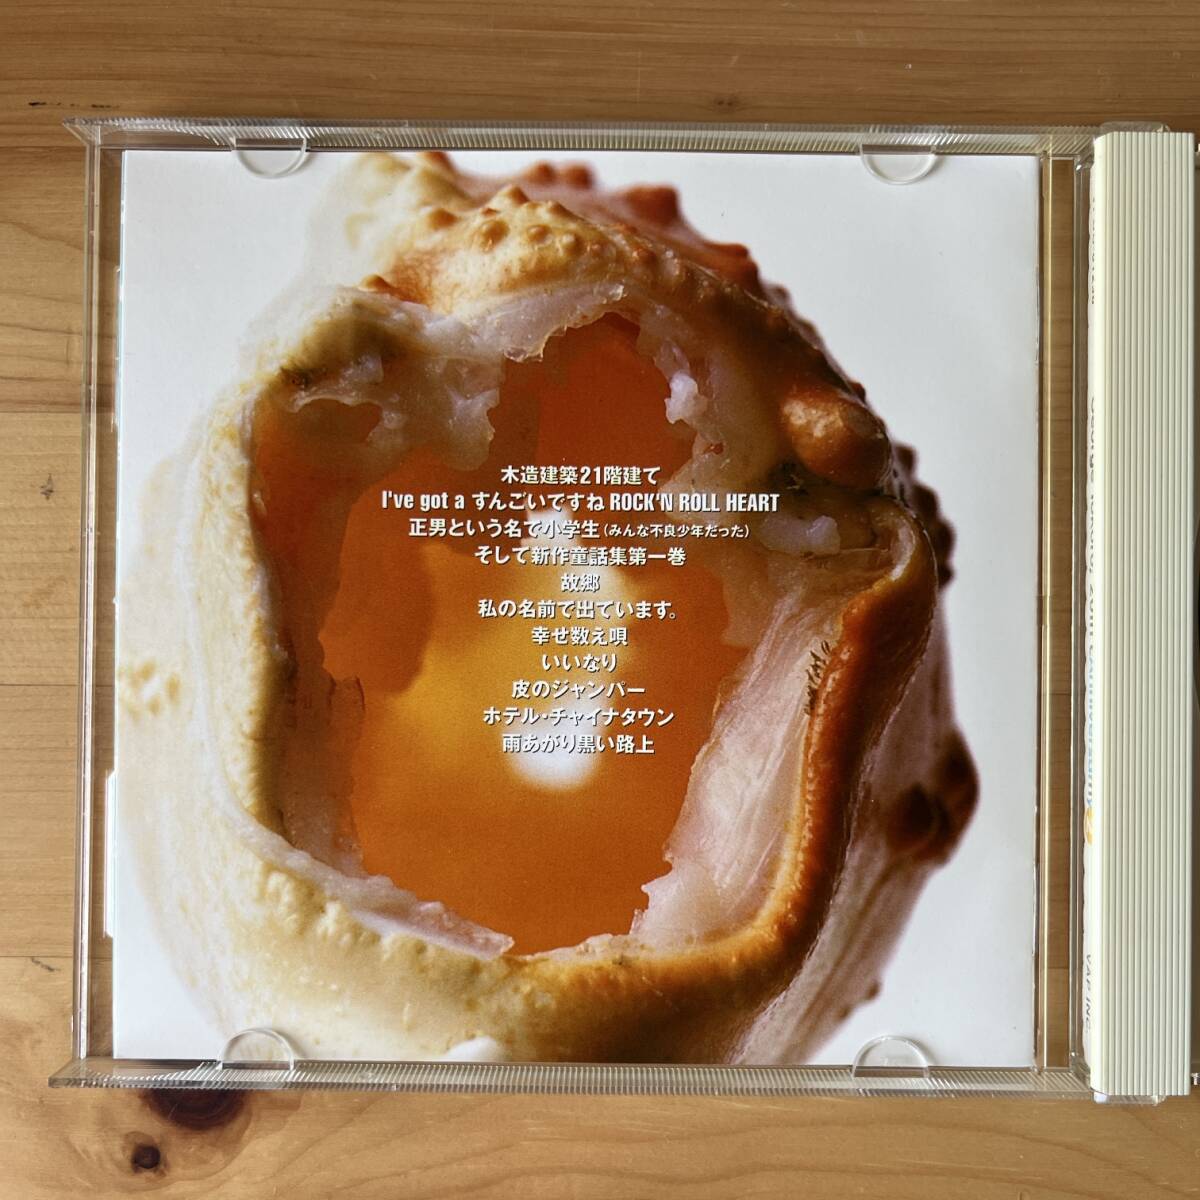 木造建築21階建て
I've got a すんごいですね ROCK'N ROLL HEART
正男という名で小学生(みんな不良少年だった)
そして新作童話集第一巻
故郷
私の名前で出ています。
幸せ数え唄
いいなり
皮のジャンパー
ホテル・チャイナタウン
雨あがり黒い路上
VAP INC.